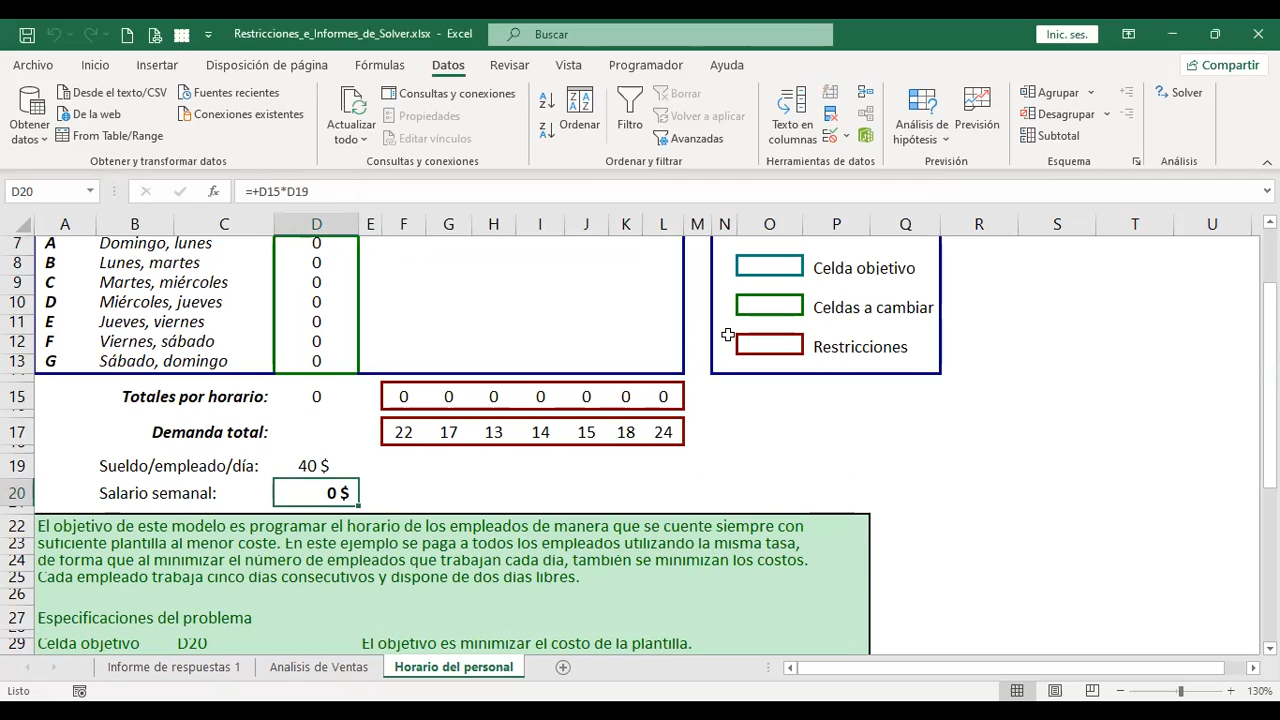 Restricciones_e_Informes_de_Solver.xlsx - Excel
Buscar
Inic. ses.
Archivo Inicio Insertar Disposición de página Fórmulas Datos Revisar Vista Programador Ayuda
Compartir
Obtener datos
Desde el texto/CSV
De la web
From Table/Range
Fuentes recientes
Conexiones existentes
Obtener y transformar datos
Actualizar todo
Consultas y conexiones
Propiedades
Editar vínculos
Consultas y conexiones
Ordenar
Filtro
Borrar
Volver a aplicar
Avanzadas
Ordenar y filtrar
Texto en columnas
Herramientas de datos
Análisis de hipótesis
Previsión
Previsión
Agrupar
Desagrupar
Subtotal
Esquema
Solver
Análisis
D20 fx =+D15*D19
A B C D E F G H I J K L M N O P Q R S T U
7 A Domingo, lunes 0
8 B Lunes, martes 0 Celda objetivo
9 C Martes, miércoles 0
10 D Miércoles, jueves 0 Celdas a cambiar
11 E Jueves, viernes 0
12 F Viernes, sábado 0 Restricciones
13 G Sábado, domingo 0
15 Totales por horario: 0 0 0 0 0 0 0 0
17 Demanda total: 22 17 13 14 15 18 24
19 Sueldo/empleado/día: 40 $
20 Salario semanal: 0 $
22 El objetivo de este modelo es programar el horario de los empleados de manera que se cuente siempre con
23 suficiente plantilla al menor coste. En este ejemplo se paga a todos los empleados utilizando la misma tasa,
24 de forma que al minimizar el número de empleados que trabajan cada día, también se minimizan los costos.
25 Cada empleado trabaja cinco días consecutivos y dispone de dos días libres.
26
27 Especificaciones del problema
29 Celda objetivo D20 El objetivo es minimizar el costo de la plantilla.
Informe de respuestas 1 Analisis de Ventas Horario del personal
Listo
130%